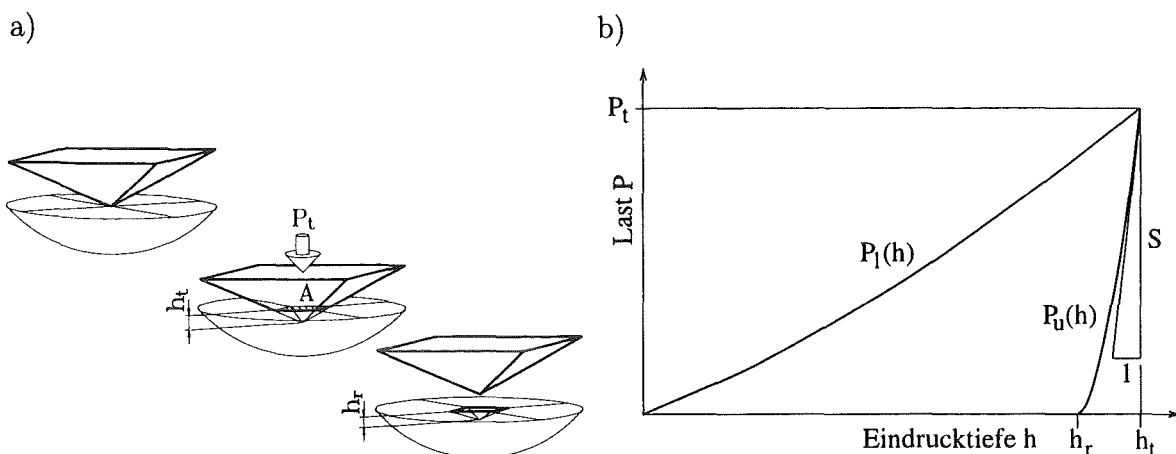 a)
P_t
A
h_t
h_r
b)
P_t
Last P
P_l(h)
S
P_u(h)
1
Eindrucktiefe h
h_r
h_t